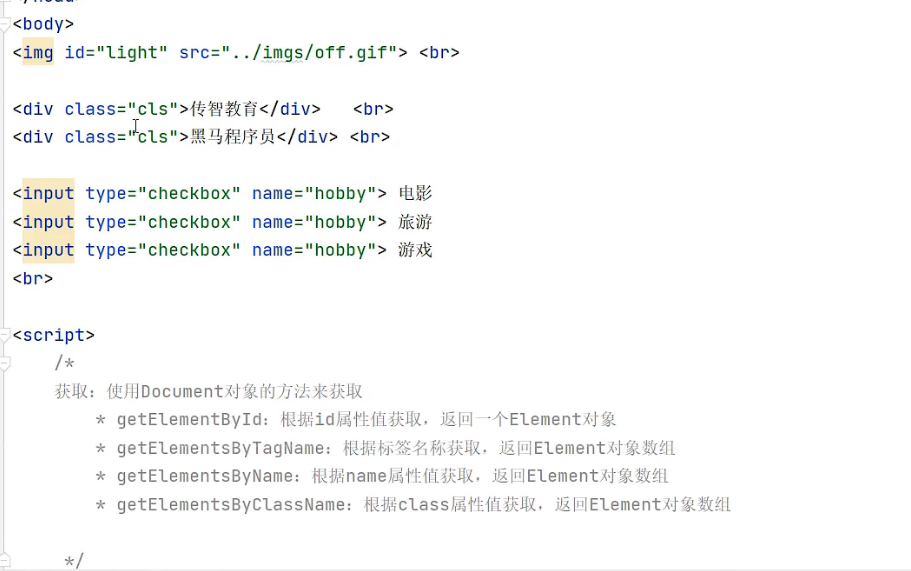 <body>
<img id="light" src="../imgs/off.gif"> <br>
<div class="cls">传智教育</div>   <br>
<div class="cls">黑马程序员</div> <br>
<input type="checkbox" name="hobby"> 电影
<input type="checkbox" name="hobby"> 旅游
<input type="checkbox" name="hobby"> 游戏
<br>
<script>
/*
获取：使用Document对象的方法来获取
* getElementById：根据id属性值获取，返回一个Element对象
* getElementsByTagName：根据标签名称获取，返回Element对象数组
* getElementsByName：根据name属性值获取，返回Element对象数组
* getElementsByClassName：根据class属性值获取，返回Element对象数组
*/